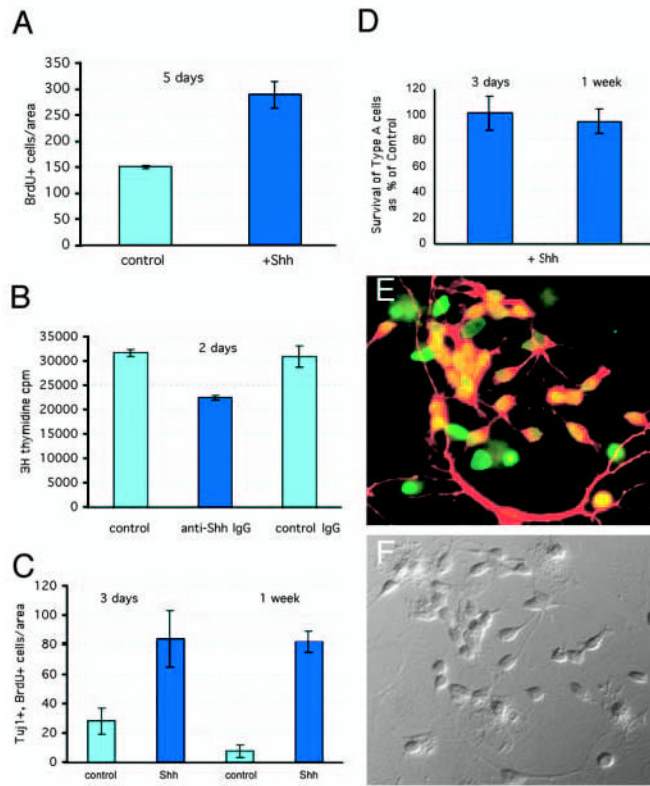 A
5 days
BrdU+ cells/area
350
300
250
200
150
100
50
0
control +Shh
B
2 days
3H thymidine cpm
35000
30000
25000
20000
15000
10000
5000
0
control anti-Shh IgG control IgG
C
3 days 1 week
Tuj1+, BrdU+ cells/area
120
100
80
60
40
20
0
control Shh control Shh
D
3 days 1 week
Survival of Type A cells
as % of Control
120
100
80
60
40
20
0
+ Shh
E
F